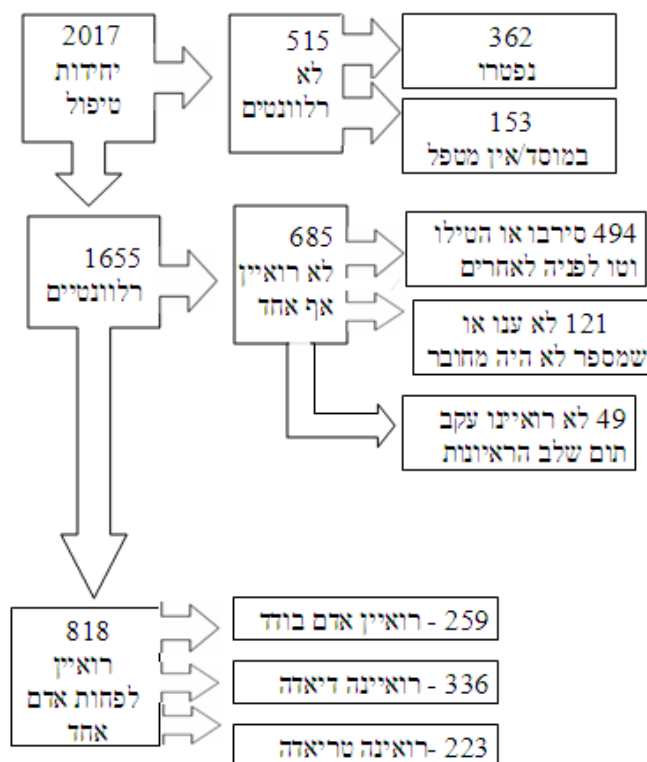 2017
יחידות
טיפול
515
לא
רלוונטים
362
נפטרו
153
במוסד/אין מטפל
1655
רלוונטיים
685
לא רואיין
אף אחד
494 סירבו או הטילו
וטו לפניה לאחרים
121 לא ענו או
שמספר לא היה מחובר
49 לא רואיינו עקב
תום שלב הראיונות
818
רואיין
לפחות אדם
אחד
259 - רואיין אדם בודד
336 - רואיינה דיאדה
223 -רואינה טריאדה